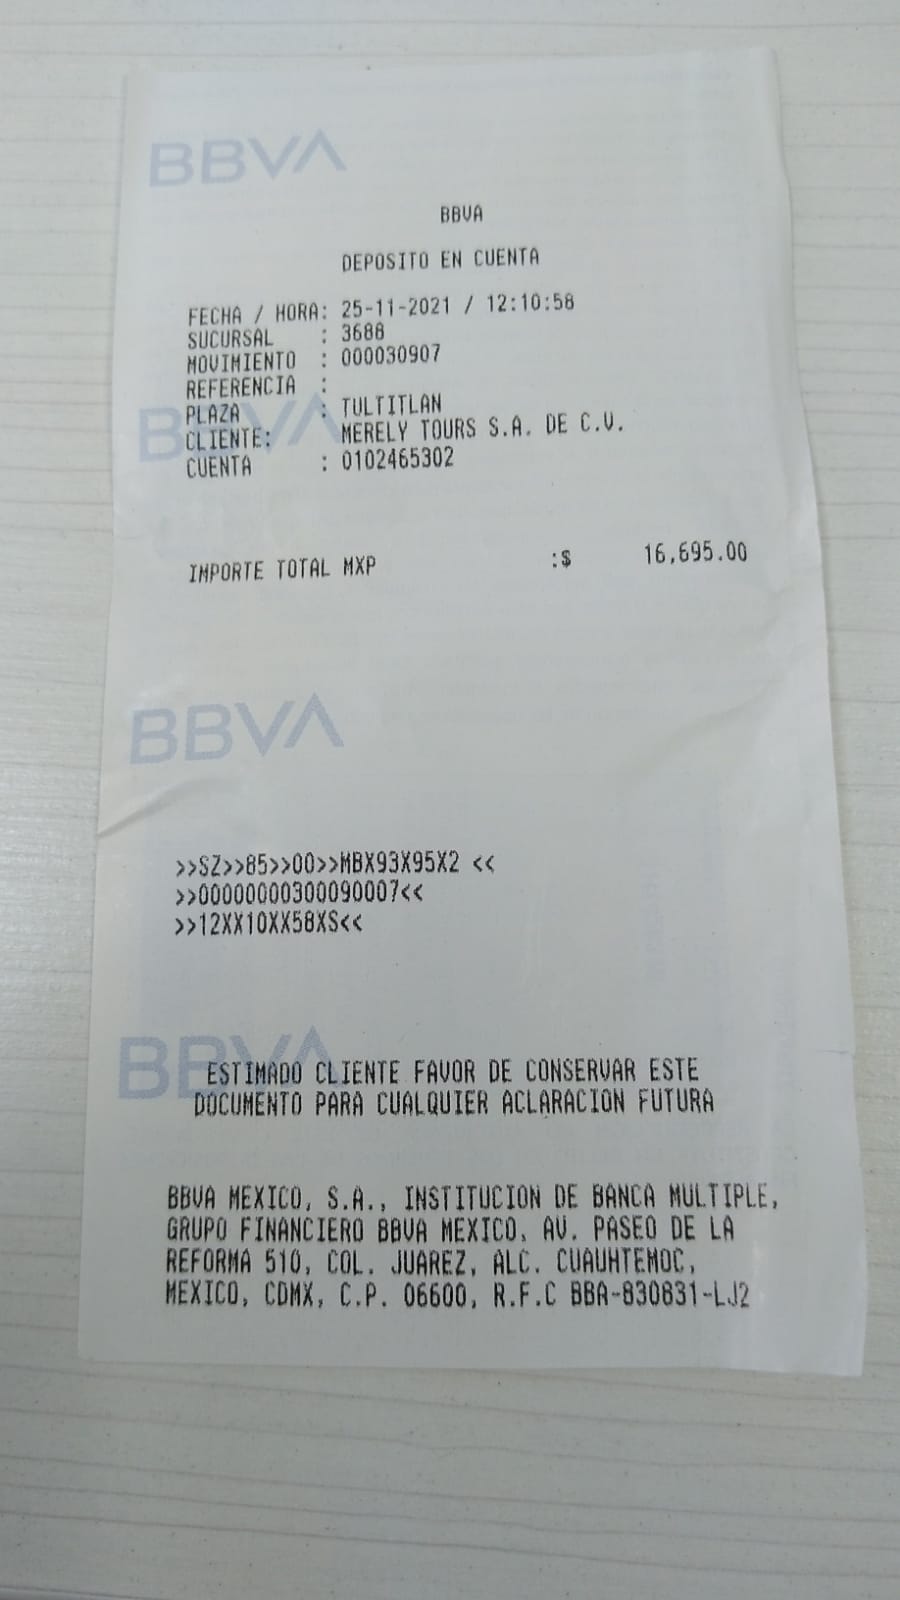 BBVA
BBVA
DEPOSITO EN CUENTA
FECHA / HORA: 25-11-2021 / 12:10:58
SUCURSAL : 3688
MOVIMIENTO : 000030907
REFERENCIA :
BBVA
PLAZA : TULTITLAN
CLIENTE: MERELY TOURS S.A. DE C.V.
CUENTA : 0102465302
IMPORTE TOTAL MXP :$ 16,695.00
BBVA
>>SZ>>85>>00>>MBX93X95X2 <<
>>00000000300090007<<
>>12XX10XX58XS<<
BBVA
ESTIMADO CLIENTE FAVOR DE CONSERVAR ESTE
DOCUMENTO PARA CUALQUIER ACLARACION FUTURA
BBVA MEXICO, S.A., INSTITUCION DE BANCA MULTIPLE,
GRUPO FINANCIERO BBVA MEXICO, AV. PASEO DE LA
REFORMA 510, COL. JUAREZ, ALC. CUAUHTEMOC,
MEXICO, CDMX, C.P. 06600, R.F.C BBA-830831-LJ2